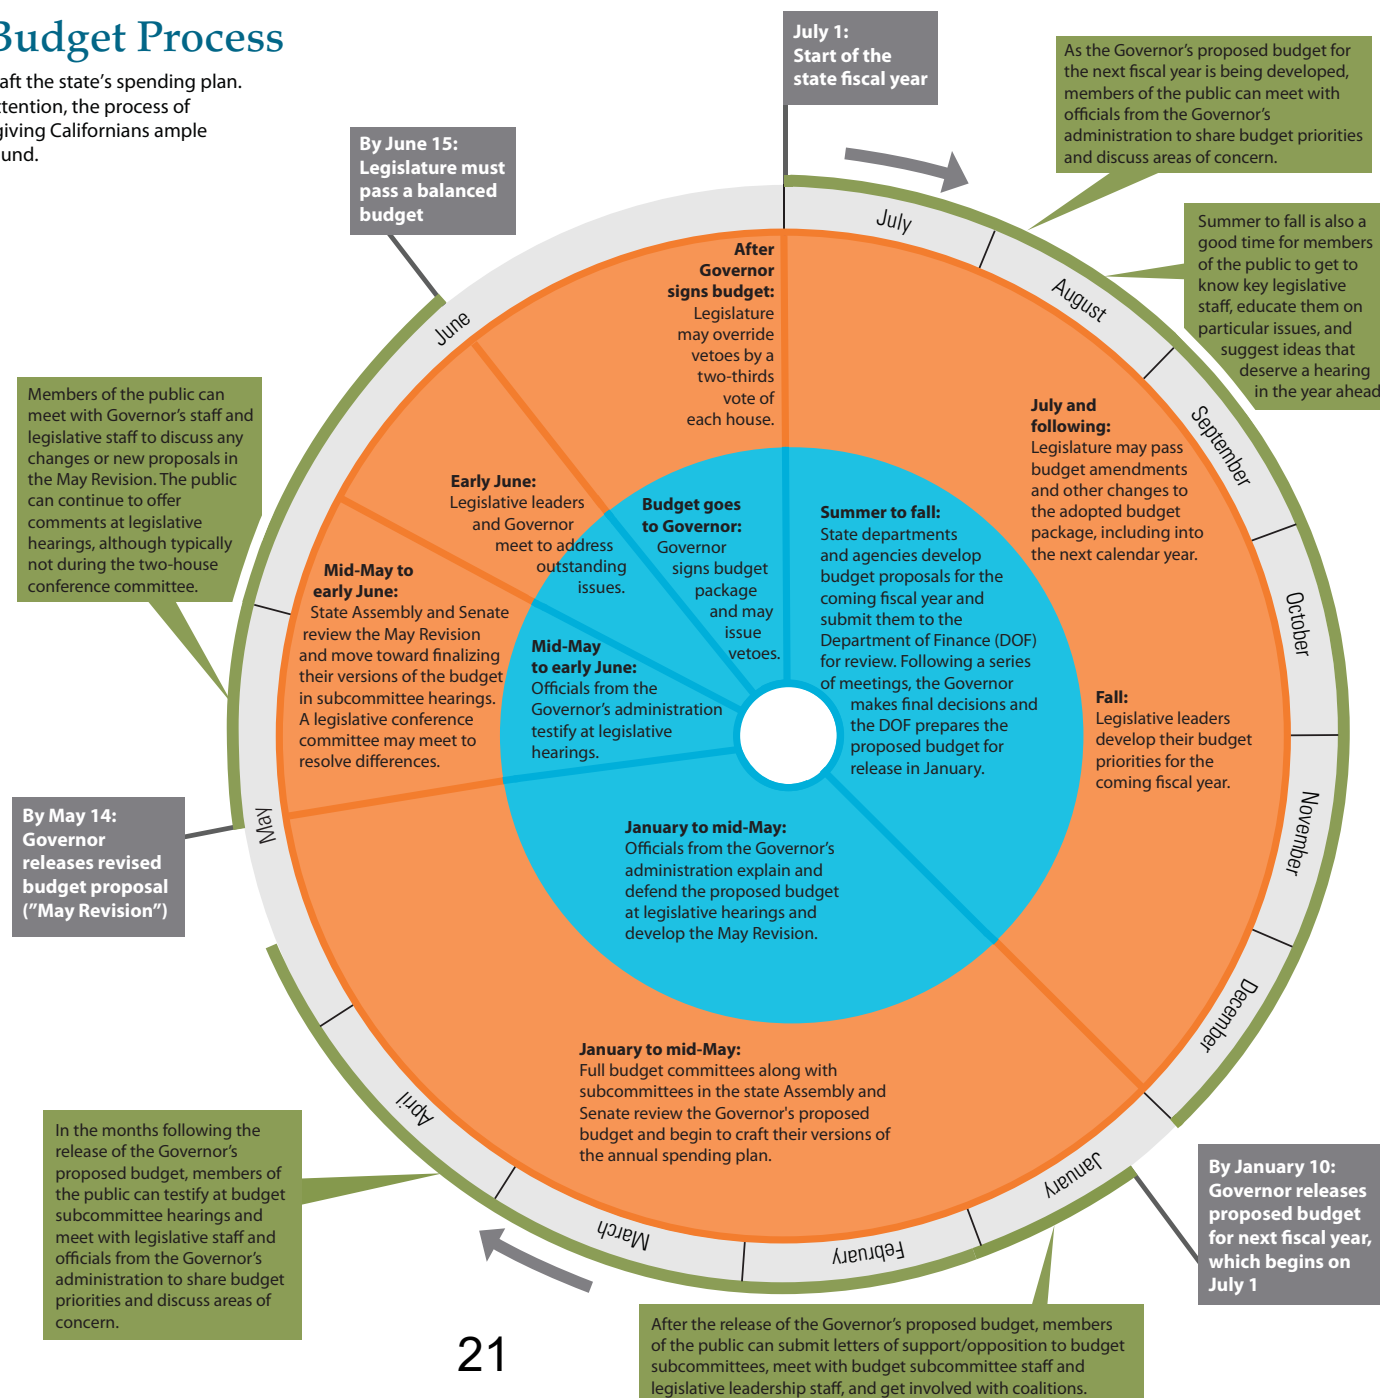 Budget Process
aft the state's spending plan.
ttention, the process of
giving Californians ample
ound.
July 1:
Start of the
state fiscal year
As the Governor's proposed budget for
the next fiscal year is being developed,
members of the public can meet with
officials from the Governor's
administration to share budget priorities
and discuss areas of concern.
By June 15:
Legislature must
pass a balanced
budget
Summer to fall is also a
good time for members
of the public to get to
know key legislative
staff, educate them on
particular issues, and
suggest ideas that
deserve a hearing
in the year ahead
July
August
September
October
November
December
January
February
March
April
May
June
After
Governor
signs budget:
Legislature
may override
vetoes by a
two-thirds
vote of
each house.
July and
following:
Legislature may pass
budget amendments
and other changes to
the adopted budget
package, including into
the next calendar year.
Members of the public can
meet with Governor's staff and
legislative staff to discuss any
changes or new proposals in
the May Revision. The public
can continue to offer
comments at legislative
hearings, although typically
not during the two-house
conference committee.
Early June:
Legislative leaders
and Governor
meet to address
outstanding
issues.
Budget goes
to Governor:
Governor
signs budget
package
and may
issue
vetoes.
Summer to fall:
State departments
and agencies develop
budget proposals for the
coming fiscal year and
submit them to the
Department of Finance (DOF)
for review. Following a series
of meetings, the Governor
makes final decisions and
the DOF prepares the
proposed budget for
release in January.
Mid-May to
early June:
State Assembly and Senate
review the May Revision
and move toward finalizing
their versions of the budget
in subcommittee hearings.
A legislative conference
committee may meet to
resolve differences.
Mid-May
to early June:
Officials from the
Governor's administration
testify at legislative
hearings.
Fall:
Legislative leaders
develop their budget
priorities for the
coming fiscal year.
By May 14:
Governor
releases revised
budget proposal
("May Revision")
January to mid-May:
Officials from the Governor's
administration explain and
defend the proposed budget
at legislative hearings and
develop the May Revision.
January to mid-May:
Full budget committees along with
subcommittees in the state Assembly and
Senate review the Governor's proposed
budget and begin to craft their versions of
the annual spending plan.
In the months following the
release of the Governor's
proposed budget, members of
the public can testify at budget
subcommittee hearings and
meet with legislative staff and
officials from the Governor's
administration to share budget
priorities and discuss areas of
concern.
By January 10:
Governor releases
proposed budget
for next fiscal year,
which begins on
July 1
After the release of the Governor's proposed budget, members
of the public can submit letters of support/opposition to budget
subcommittees, meet with budget subcommittee staff and
legislative leadership staff, and get involved with coalitions.
21